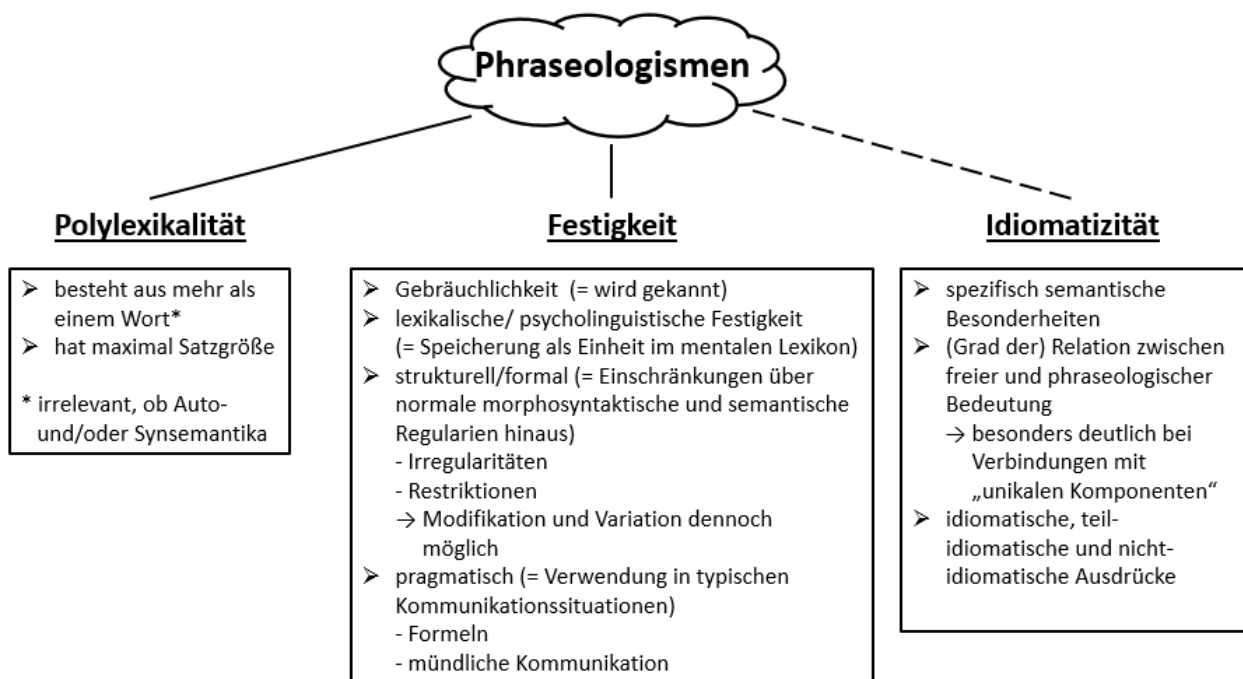 Phraseologismen
Polylexikalität
➢ besteht aus mehr als
einem Wort*
➢ hat maximal Satzgröße
* irrelevant, ob Auto-
und/oder Synsemantika
Festigkeit
➢ Gebräuchlichkeit (= wird gekannt)
➢ lexikalische/ psycholinguistische Festigkeit
(= Speicherung als Einheit im mentalen Lexikon)
➢ strukturell/formal (= Einschränkungen über
normale morphosyntaktische und semantische
Regularien hinaus)
- Irregularitäten
- Restriktionen
→ Modifikation und Variation dennoch
möglich
➢ pragmatisch (= Verwendung in typischen
Kommunikationssituationen)
- Formeln
- mündliche Kommunikation
Idiomatizität
➢ spezifisch semantische
Besonderheiten
➢ (Grad der) Relation zwischen
freier und phraseologischer
Bedeutung
→ besonders deutlich bei
Verbindungen mit
„unikalen Komponenten“
➢ idiomatische, teil-
idiomatische und nicht-
idiomatische Ausdrücke